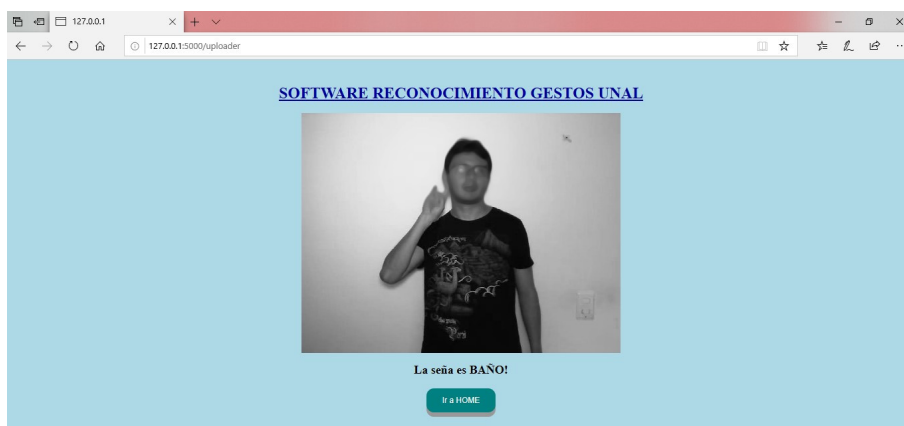 127.0.0.1
127.0.0.1:5000/uploader
SOFTWARE RECONOCIMIENTO GESTOS UNAL
La seña es BAÑO!
Ir a HOME